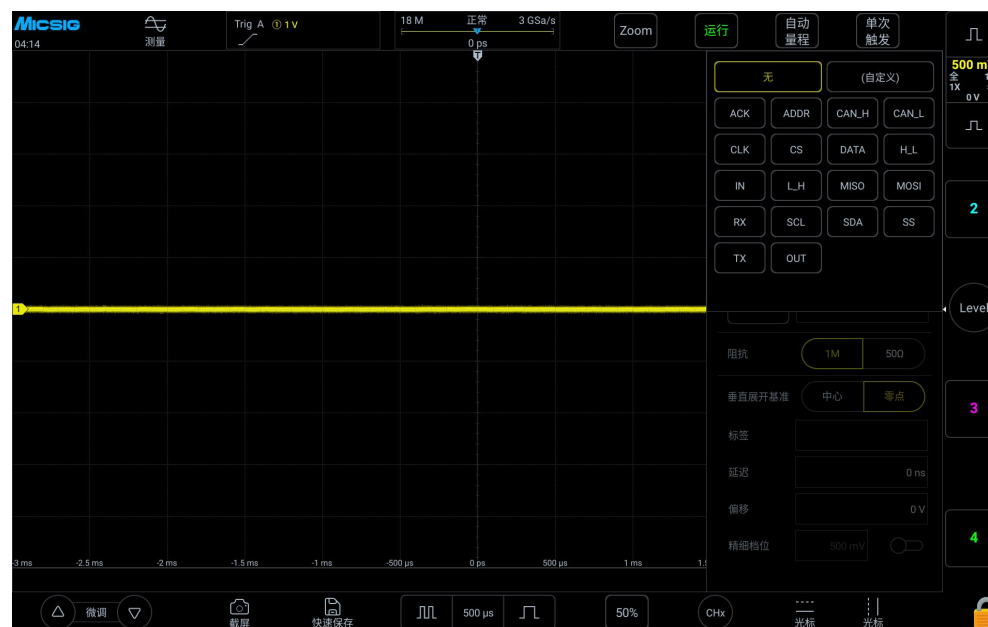 MICSIG
04:14
测量
Trig A ① 1 V
18 M 正常 3 GSa/s
0 ps
T
Zoom
运行
自动
量程
单次
触发
无 (自定义)
ACK ADDR CAN_H CAN_L
CLK CS DATA H_L
IN L_H MISO MOSI
RX SCL SDA SS
TX OUT
500 m
全 1
1X
0 V
2
Level
3
4
1
阻抗 1M 50Ω
垂直展开基准 中心 零点
标签
延迟 0 ns
偏移 0 V
精细档位 500 mV
-3 ms -2.5 ms -2 ms -1.5 ms -1 ms -500 μs 0 ps 500 μs 1 ms 1.
微调
截屏
快速保存
500 μs
50%
CHx
光标
光标